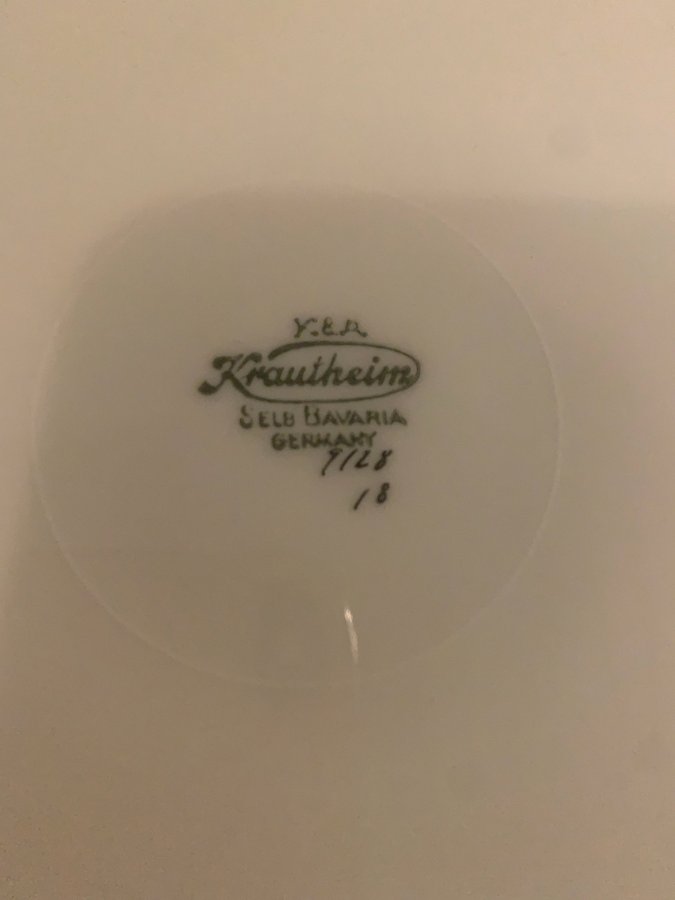 K.&A.
Krautheim
SELB BAVARIA
GERMANY
9128
18